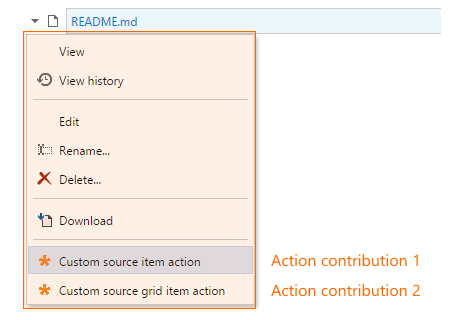 README.md
View
View history
Edit
Rename...
Delete...
Download
Custom source item action Action contribution 1
Custom source grid item action Action contribution 2